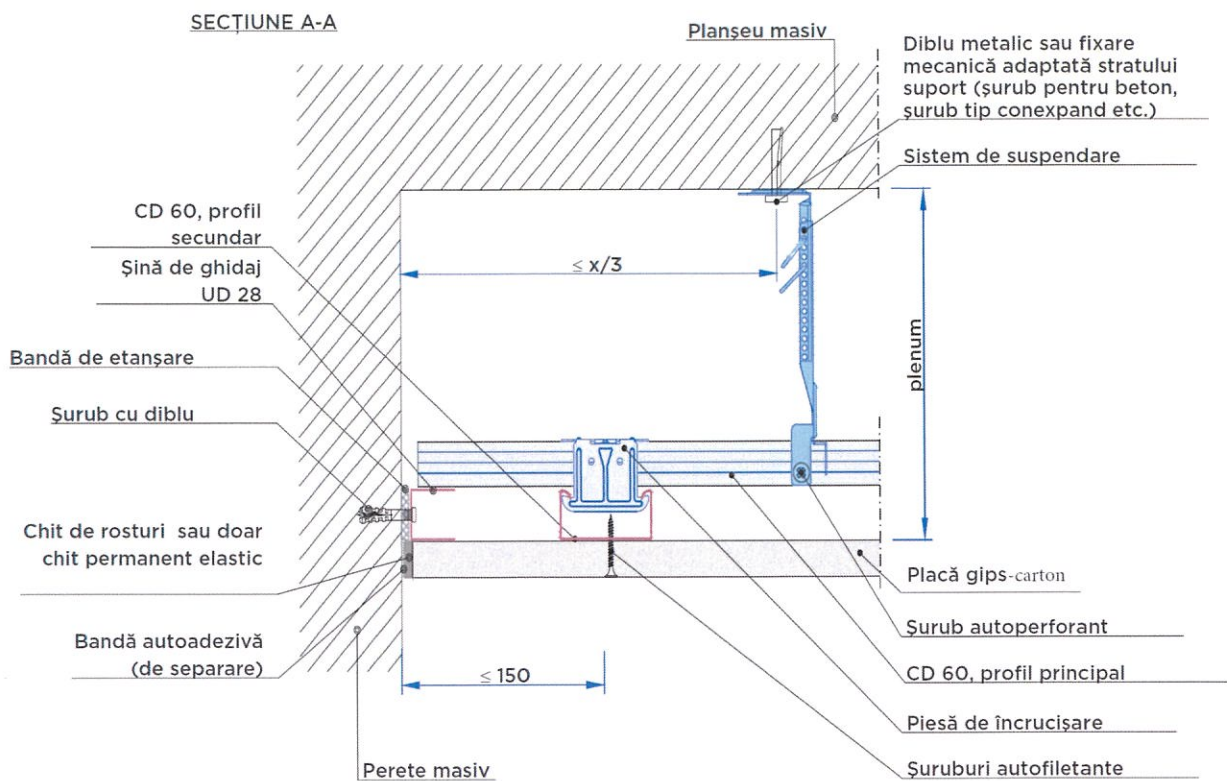 SECȚIUNE A-A
Planșeu masiv
Diblu metalic sau fixare
mecanică adaptată stratului
suport (șurub pentru beton,
șurub tip conexpand etc.)
Sistem de suspendare
CD 60, profil
secundar
Șină de ghidaj
UD 28
Bandă de etanșare
Șurub cu diblu
Chit de rosturi sau doar
chit permanent elastic
Bandă autoadezivă
(de separare)
Perete masiv
≤ x/3
plenum
≤ 150
Placă gips-carton
Șurub autoperforant
CD 60, profil principal
Piesă de încrucișare
Șuruburi autofiletante